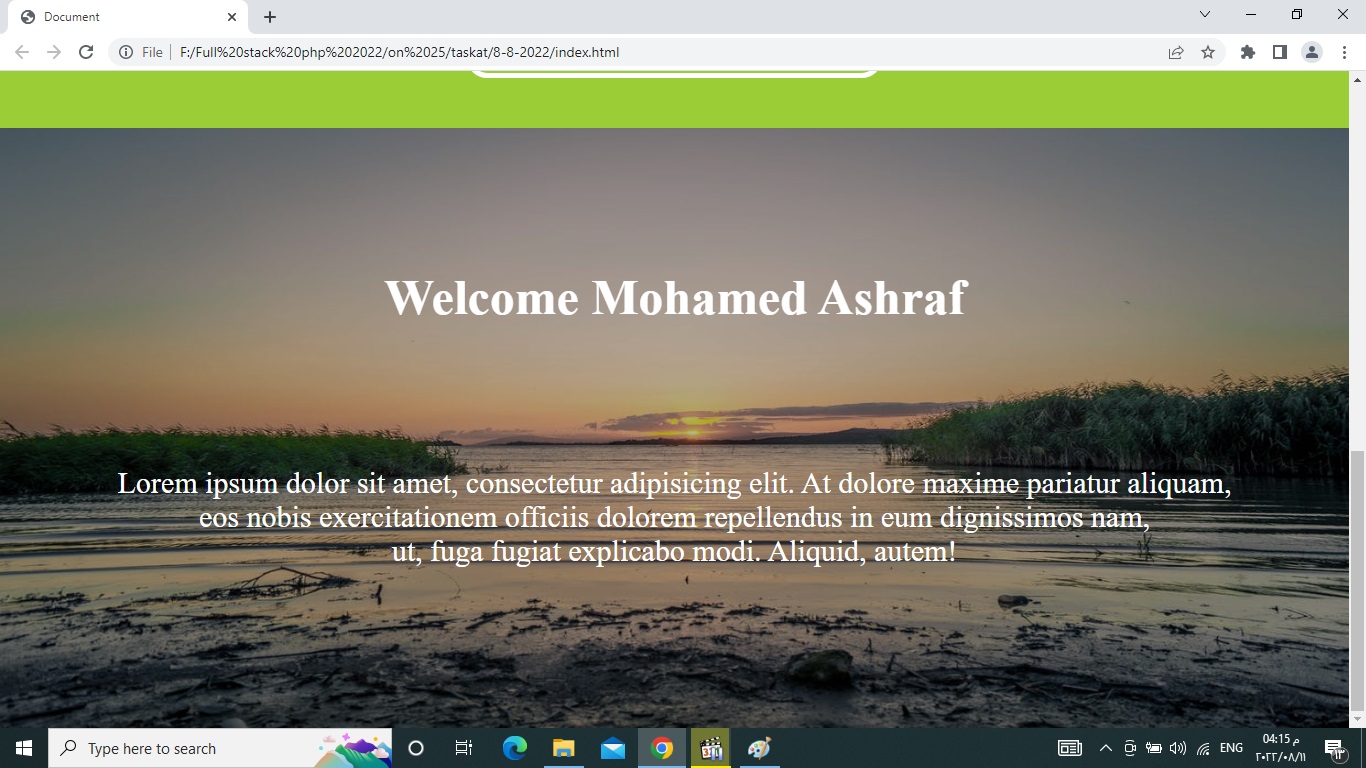 Document
File
F:/Full%20stack%20php%202022/on%2025/taskat/8-8-2022/index.html
Welcome Mohamed Ashraf
Lorem ipsum dolor sit amet, consectetur adipisicing elit. At dolore maxime pariatur aliquam,
eos nobis exercitationem officiis dolorem repellendus in eum dignissimos nam,
ut, fuga fugiat explicabo modi. Aliquid, autem!
Type here to search
ENG
04:15 م
٢٠٢٢/٠٨/١١
١٣